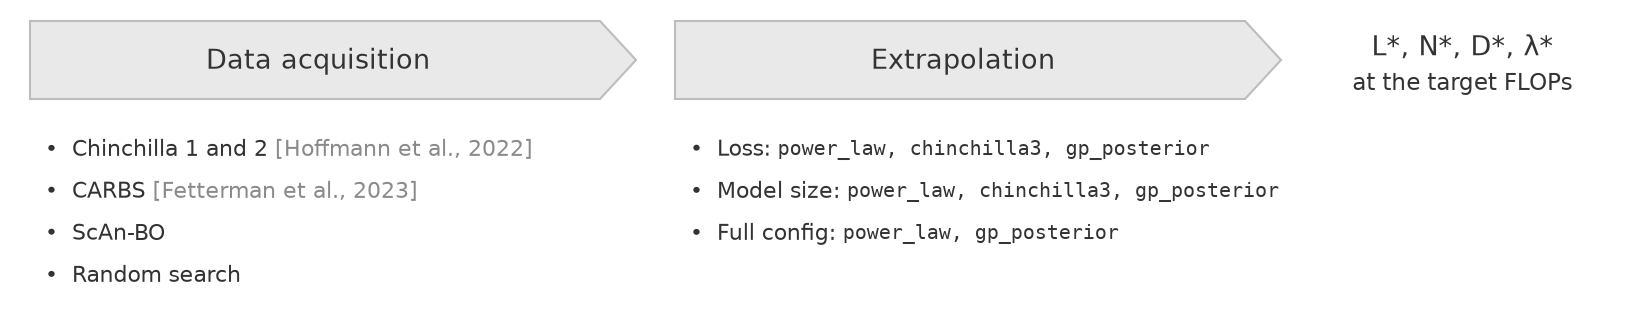 Data acquisition
• Chinchilla 1 and 2 [Hoffmann et al., 2022]
• CARBS [Fetterman et al., 2023]
• ScAn-BO
• Random search
Extrapolation
• Loss: power_law, chinchilla3, gp_posterior
• Model size: power_law, chinchilla3, gp_posterior
• Full config: power_law, gp_posterior
L*, N*, D*, λ*
at the target FLOPs